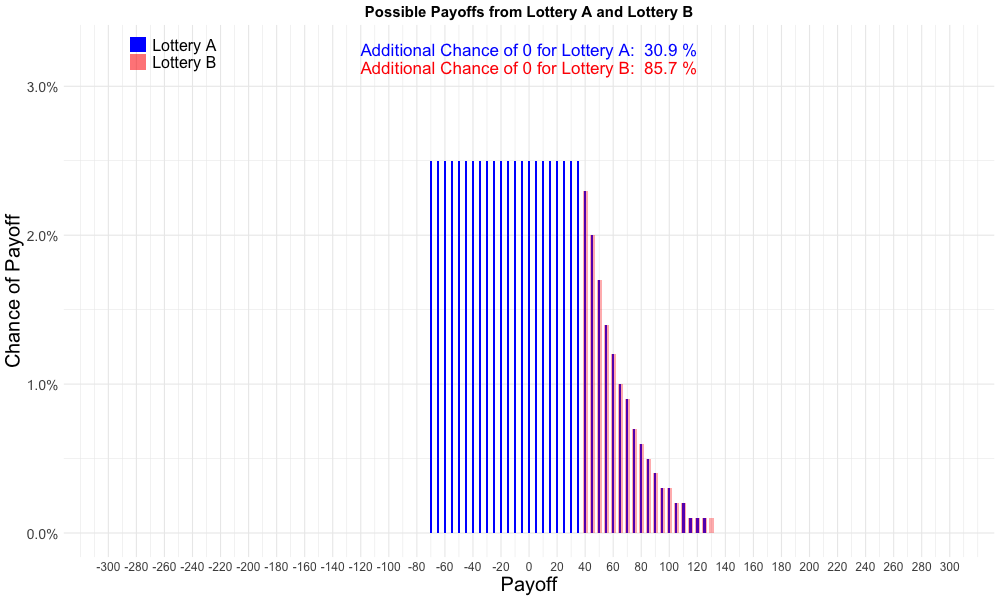 Possible Payoffs from Lottery A and Lottery B
Lottery A
Lottery B
Additional Chance of 0 for Lottery A: 30.9 %
Additional Chance of 0 for Lottery B: 85.7 %
Chance of Payoff
3.0%
2.0%
1.0%
0.0%
-300 -280 -260 -240 -220 -200 -180 -160 -140 -120 -100 -80 -60 -40 -20 0 20 40 60 80 100 120 140 160 180 200 220 240 260 280 300
Payoff